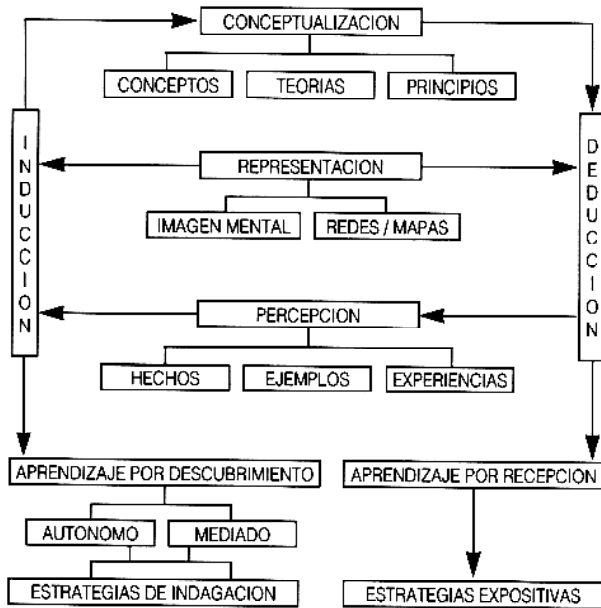 CONCEPTUALIZACION
CONCEPTOS
TEORIAS
PRINCIPIOS
INDUCCION
DEDUCCION
REPRESENTACION
IMAGEN MENTAL
REDES / MAPAS
PERCEPCION
HECHOS
EJEMPLOS
EXPERIENCIAS
APRENDIZAJE POR DESCUBRIMIENTO
APRENDIZAJE POR RECEPCION
AUTONOMO
MEDIADO
ESTRATEGIAS DE INDAGACION
ESTRATEGIAS EXPOSITIVAS